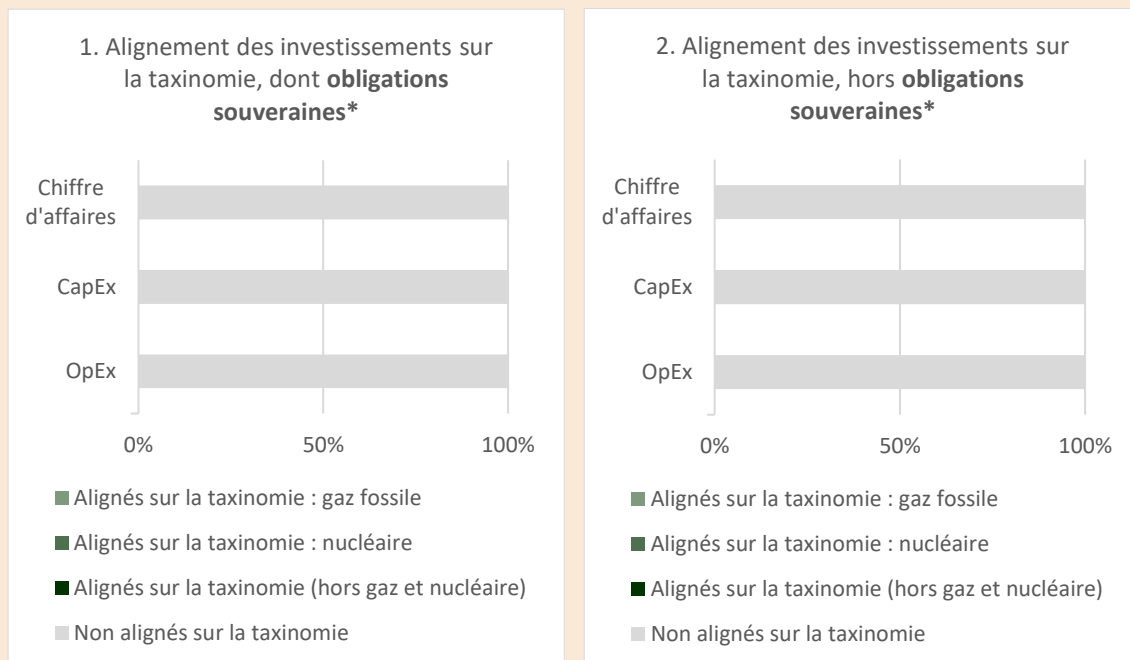 1. Alignement des investissements sur
la taxinomie, dont obligations
souveraines*
Chiffre
d'affaires
CapEx
OpEx
0%
50%
100%
Alignés sur la taxinomie : gaz fossile
Alignés sur la taxinomie : nucléaire
Alignés sur la taxinomie (hors gaz et nucléaire)
Non alignés sur la taxinomie
2. Alignement des investissements sur
la taxinomie, hors obligations
souveraines*
Chiffre
d'affaires
CapEx
OpEx
0%
50%
100%
Alignés sur la taxinomie : gaz fossile
Alignés sur la taxinomie : nucléaire
Alignés sur la taxinomie (hors gaz et nucléaire)
Non alignés sur la taxinomie